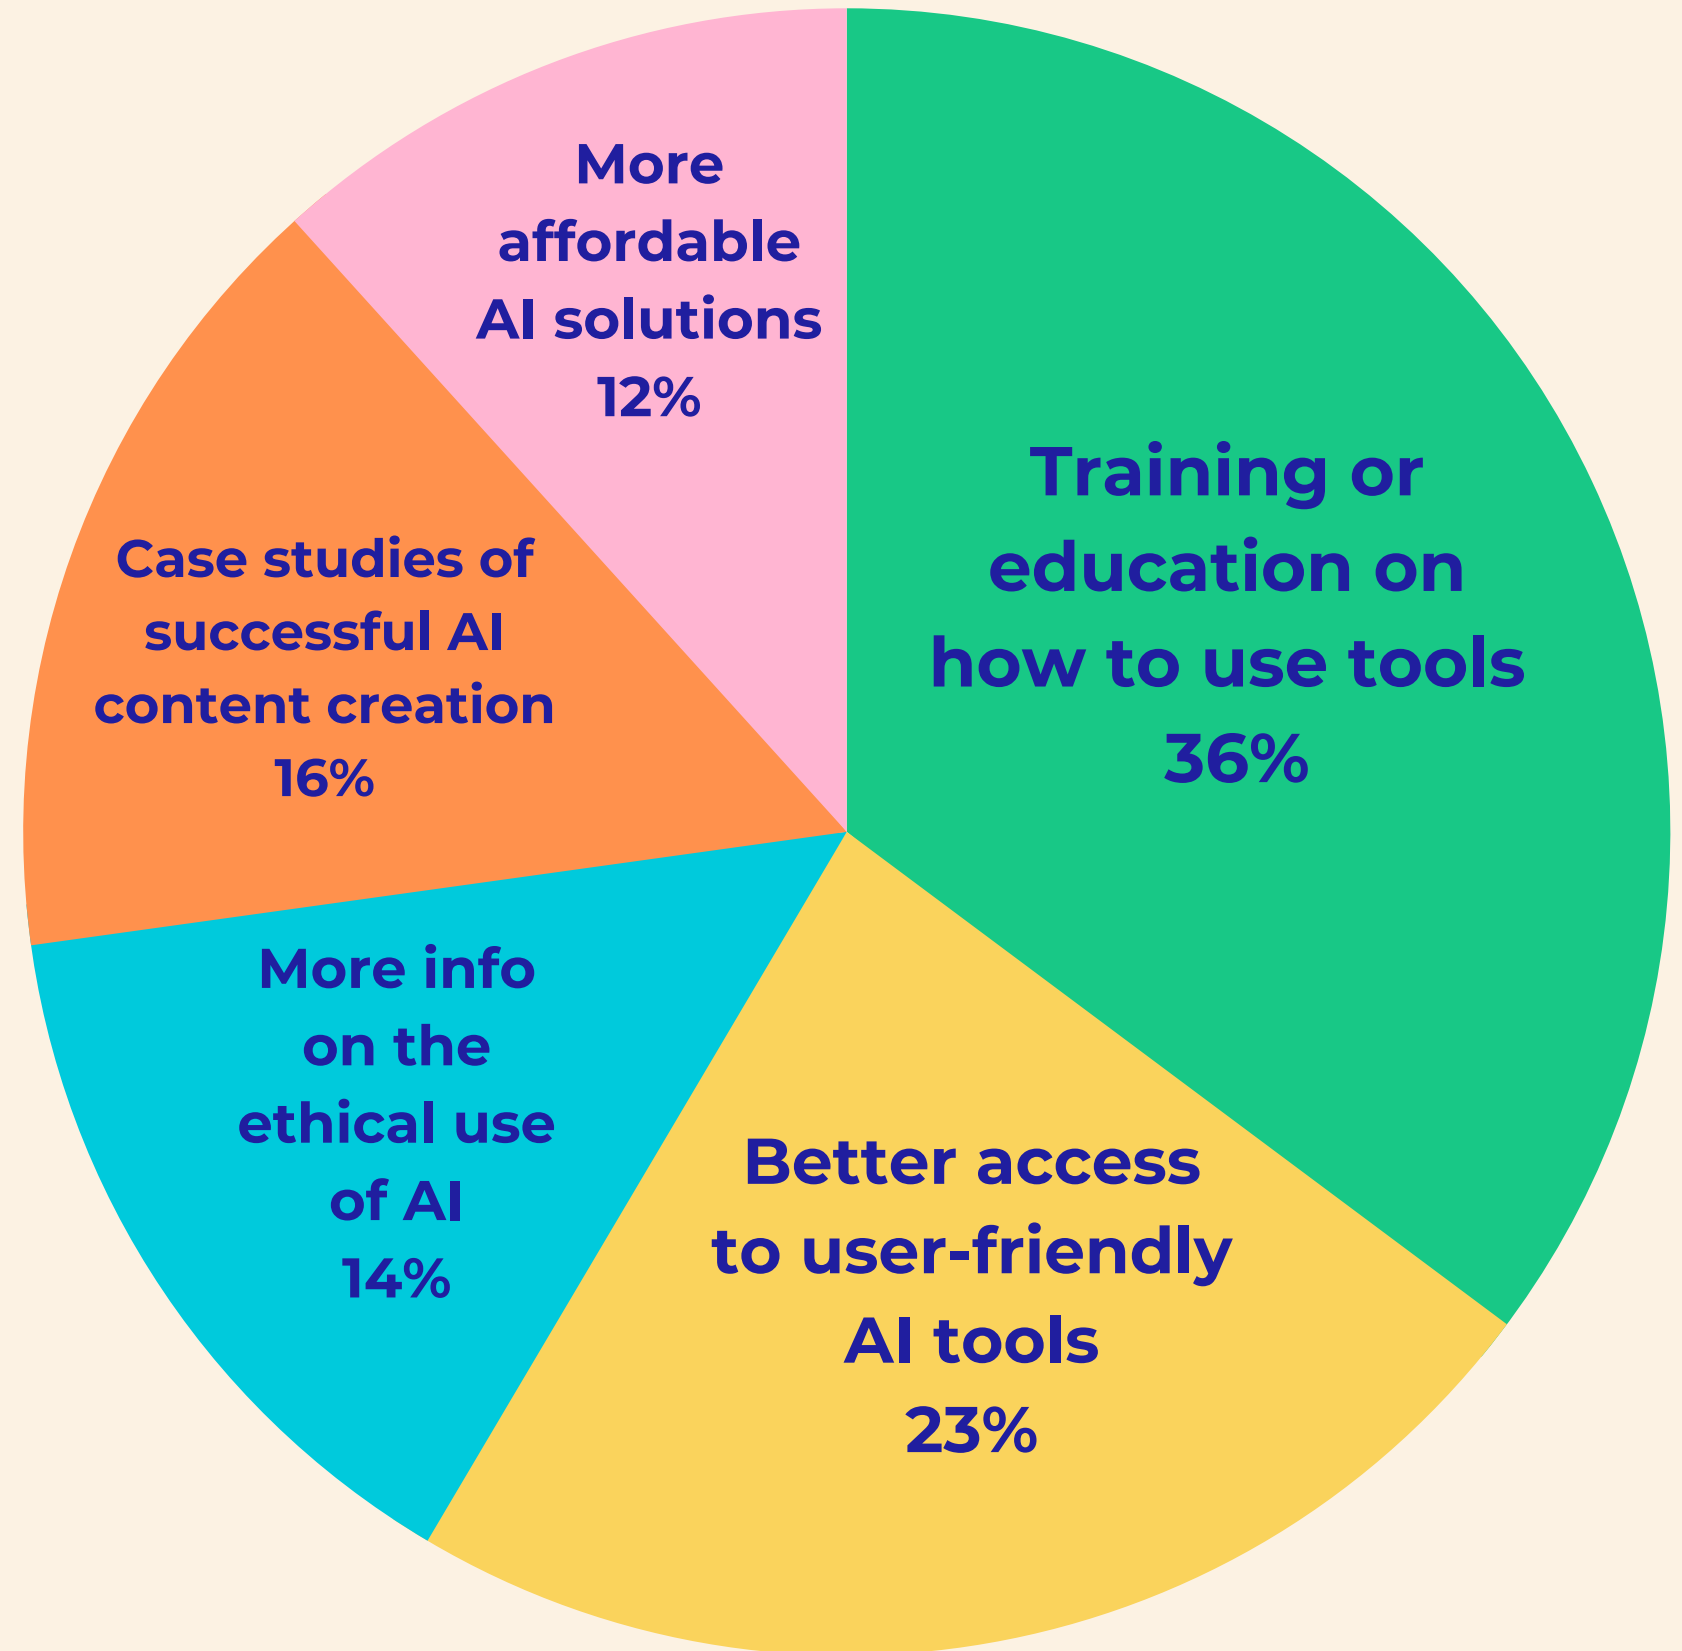 More
affordable
AI solutions
12%
Training or
education on
how to use tools
36%
Case studies of
successful AI
content creation
16%
More info
on the
ethical use
of AI
14%
Better access
to user-friendly
AI tools
23%